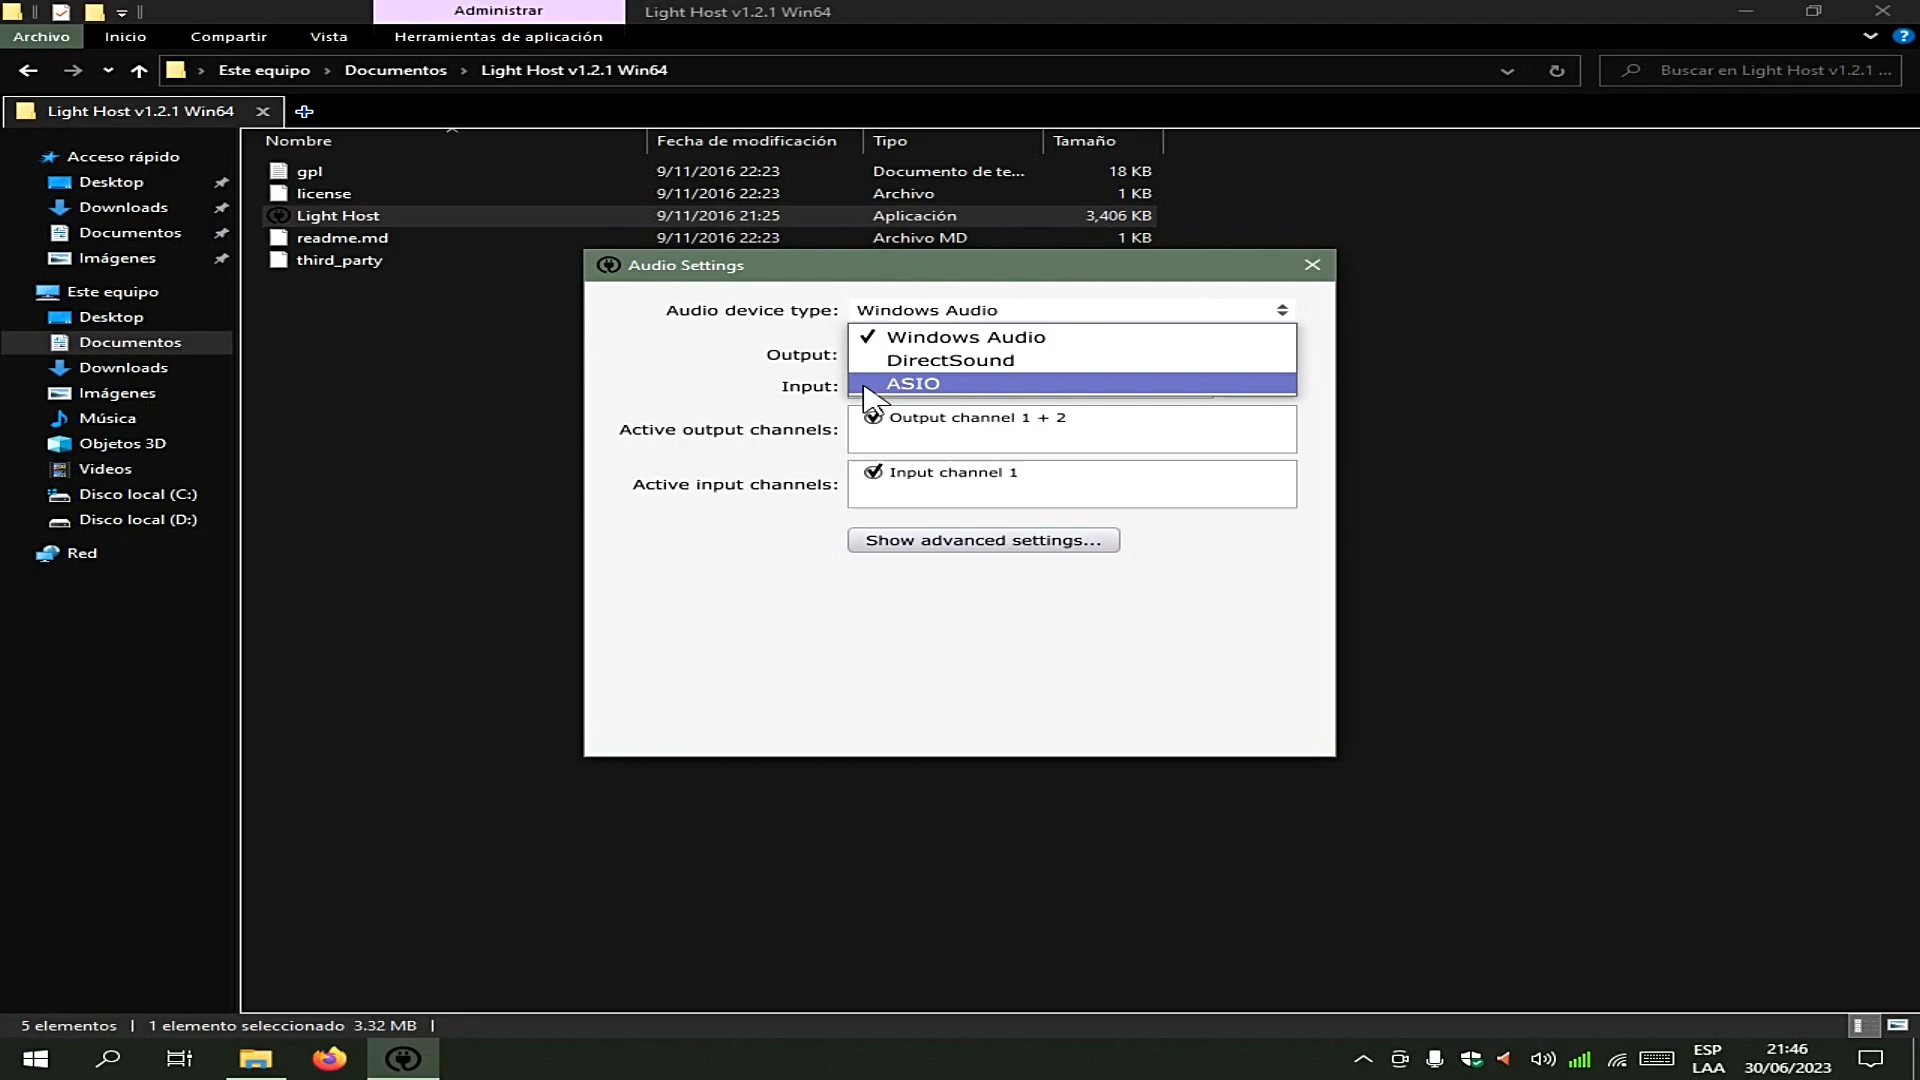 Administrar
Light Host v1.2.1 Win64
Archivo
Inicio
Compartir
Vista
Herramientas de aplicación
Este equipo
Documentos
Light Host v1.2.1 Win64
Buscar en Light Host v1.2.1 ...
Light Host v1.2.1 Win64
Nombre
Fecha de modificación
Tipo
Tamaño
gpl 9/11/2016 22:23 Documento de te... 18 KB
license 9/11/2016 22:23 Archivo 1 KB
Light Host 9/11/2016 21:25 Aplicación 3,406 KB
readme.md 9/11/2016 22:23 Archivo MD 1 KB
third_party
Acceso rápido
Desktop
Downloads
Documentos
Imágenes
Este equipo
Desktop
Documentos
Downloads
Imágenes
Música
Objetos 3D
Videos
Disco local (C:)
Disco local (D:)
Red
Audio Settings
Audio device type: Windows Audio
Windows Audio
DirectSound
ASIO
Output:
Input:
Active output channels: Output channel 1 + 2
Active input channels: Input channel 1
Show advanced settings...
5 elementos
1 elemento seleccionado 3.32 MB
ESP
LAA
21:46
30/06/2023